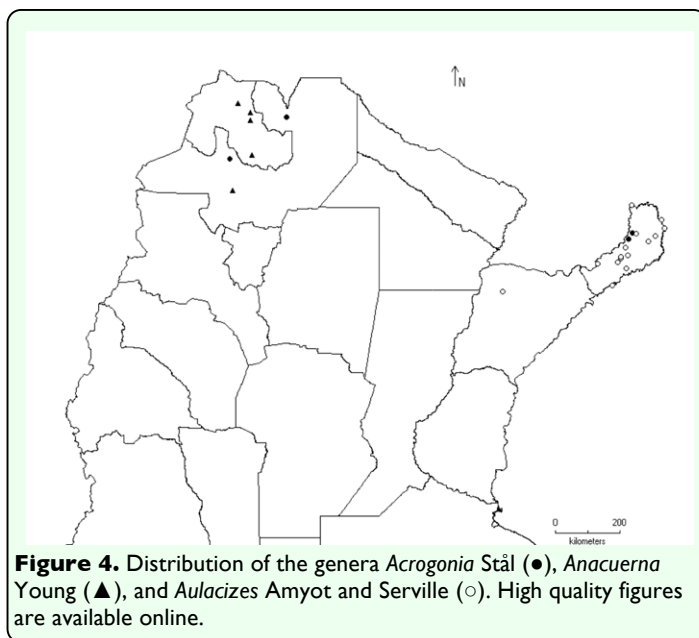 ↑N
0 200
kilometers
Figure 4. Distribution of the genera Acrogonia Stål (●), Anacuerna
Young (▲), and Aulacizes Amyot and Serville (○). High quality figures
are available online.